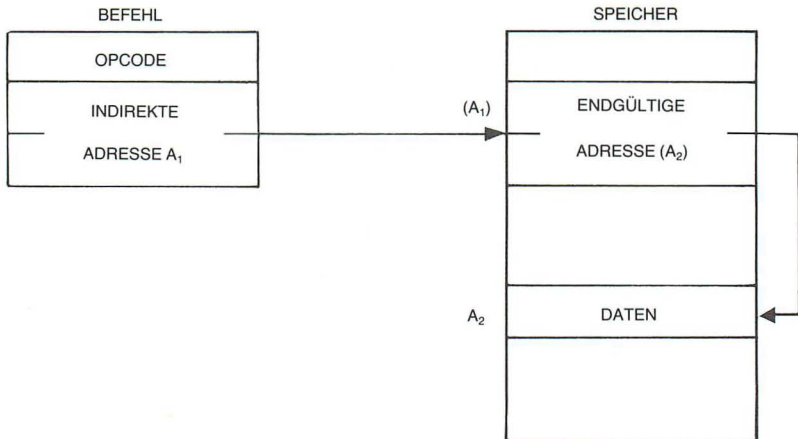 BEFEHL
OPCODE
INDIREKTE
ADRESSE A₁
SPEICHER
(A₁)
ENDGÜLTIGE
ADRESSE (A₂)
A₂
DATEN